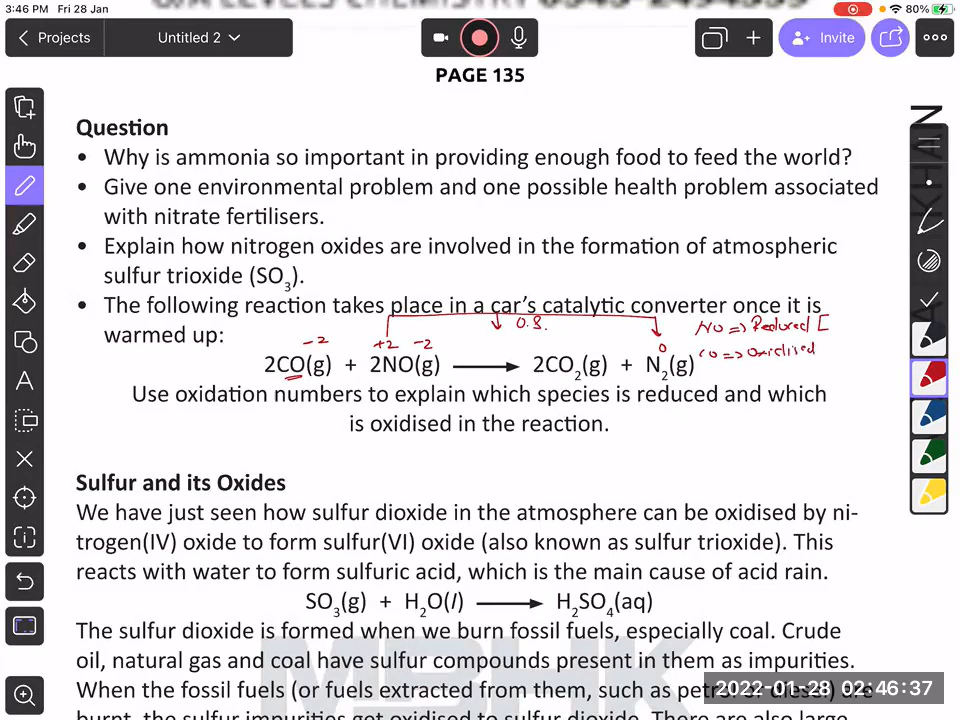 3:46 PM Fri 28 Jan
80%
Projects
Untitled 2
Invite
PAGE 135
Question
• Why is ammonia so important in providing enough food to feed the world?
• Give one environmental problem and one possible health problem associated
with nitrate fertilisers.
• Explain how nitrogen oxides are involved in the formation of atmospheric
sulfur trioxide (SO₃).
• The following reaction takes place in a car's catalytic converter once it is
warmed up:
NO => Reduced [
CO => Oxidised
-2 +2 -2 0
2CO(g) + 2NO(g) ⟶ 2CO₂(g) + N₂(g)
Use oxidation numbers to explain which species is reduced and which
is oxidised in the reaction.
Sulfur and its Oxides
We have just seen how sulfur dioxide in the atmosphere can be oxidised by ni-
trogen(IV) oxide to form sulfur(VI) oxide (also known as sulfur trioxide). This
reacts with water to form sulfuric acid, which is the main cause of acid rain.
SO₃(g) + H₂O(l) ⟶ H₂SO₄(aq)
The sulfur dioxide is formed when we burn fossil fuels, especially coal. Crude
oil, natural gas and coal have sulfur compounds present in them as impurities.
When the fossil fuels (or fuels extracted from them, such as
2022-01-28 02:46:37